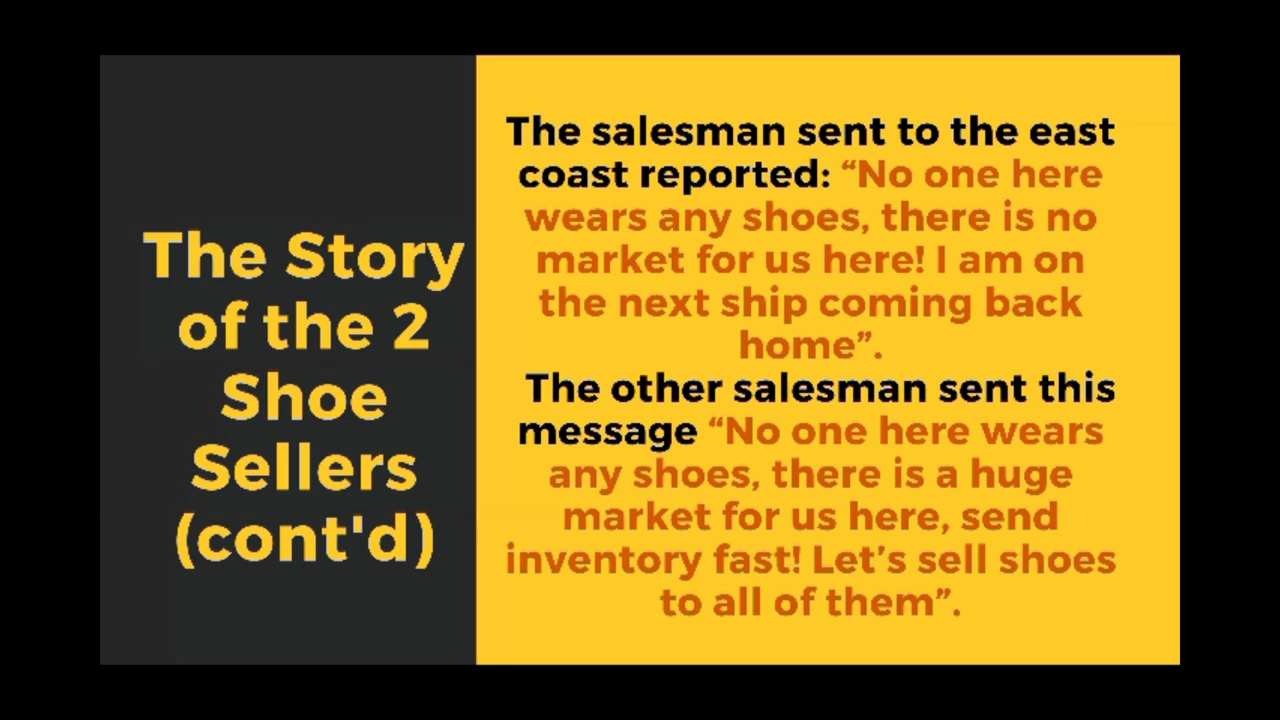 The Story
of the 2
Shoe
Sellers
(cont'd)
The salesman sent to the east
coast reported: “No one here
wears any shoes, there is no
market for us here! I am on
the next ship coming back
home”.
The other salesman sent this
message “No one here wears
any shoes, there is a huge
market for us here, send
inventory fast! Let’s sell shoes
to all of them”.